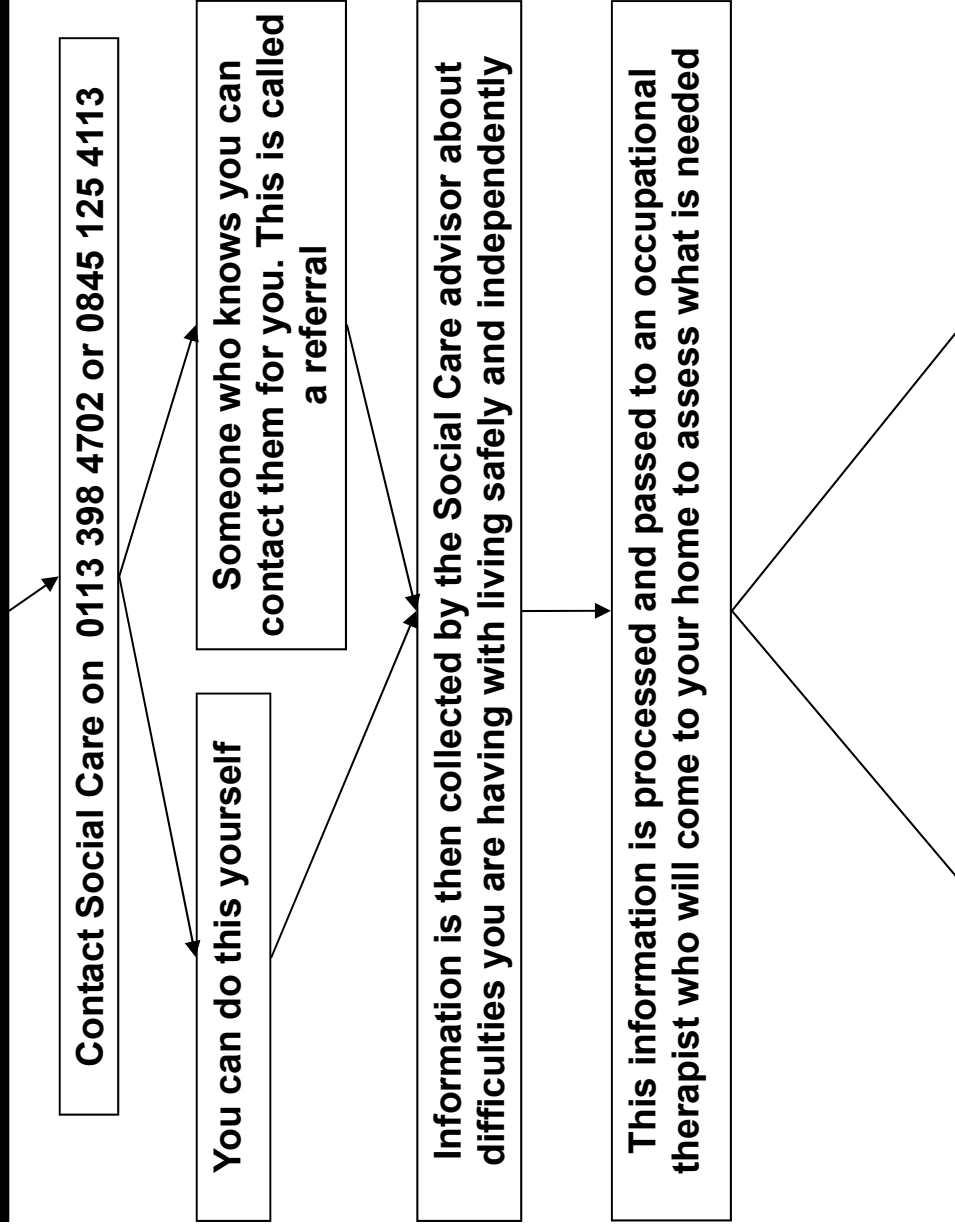 Contact Social Care on 0113 398 4702 or 0845 125 4113
You can do this yourself
Someone who knows you can
contact them for you. This is called
a referral
Information is then collected by the Social Care advisor about
difficulties you are having with living safely and independently
This information is processed and passed to an occupational
therapist who will come to your home to assess what is needed